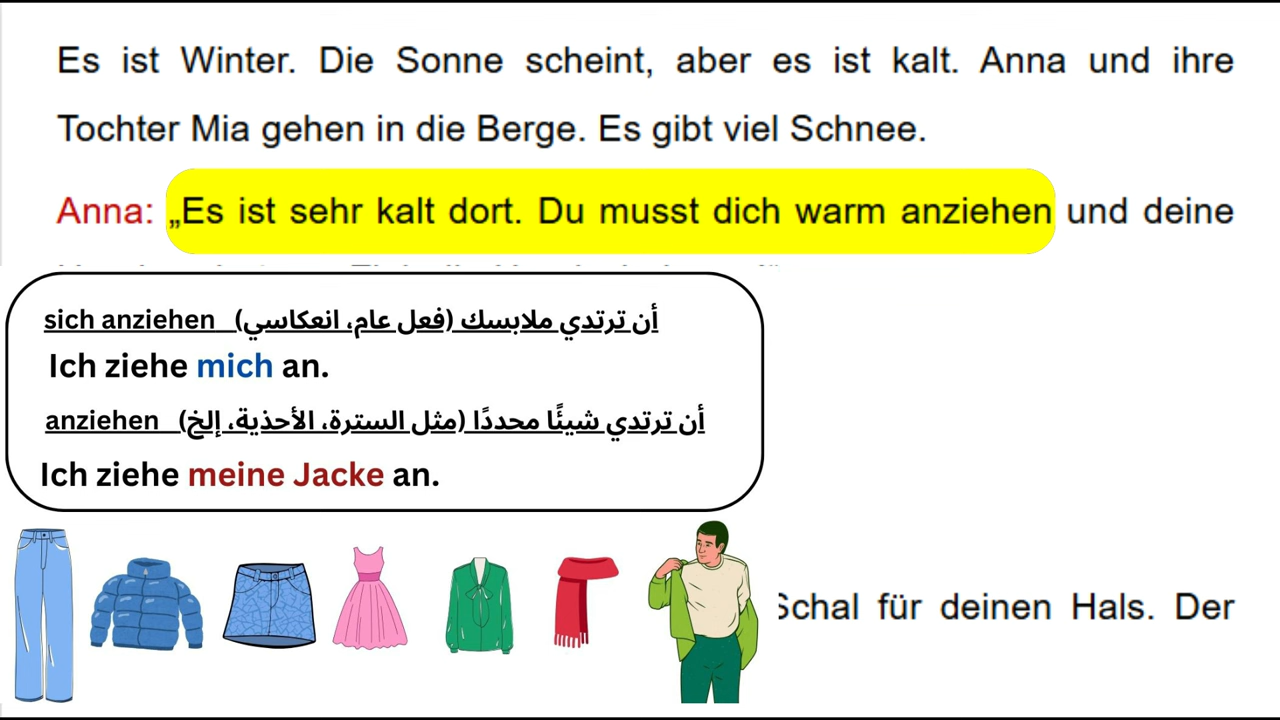 Es ist Winter. Die Sonne scheint, aber es ist kalt. Anna und ihre
Tochter Mia gehen in die Berge. Es gibt viel Schnee.
Anna: „Es ist sehr kalt dort. Du musst dich warm anziehen und deine
sich anziehen (أن ترتدي ملابسك (فعل عام، انعكاسي
Ich ziehe mich an.
anziehen (أن ترتدي شيئًا محددًا (مثل السترة، الأحذية، إلخ
Ich ziehe meine Jacke an.
Schal für deinen Hals. Der